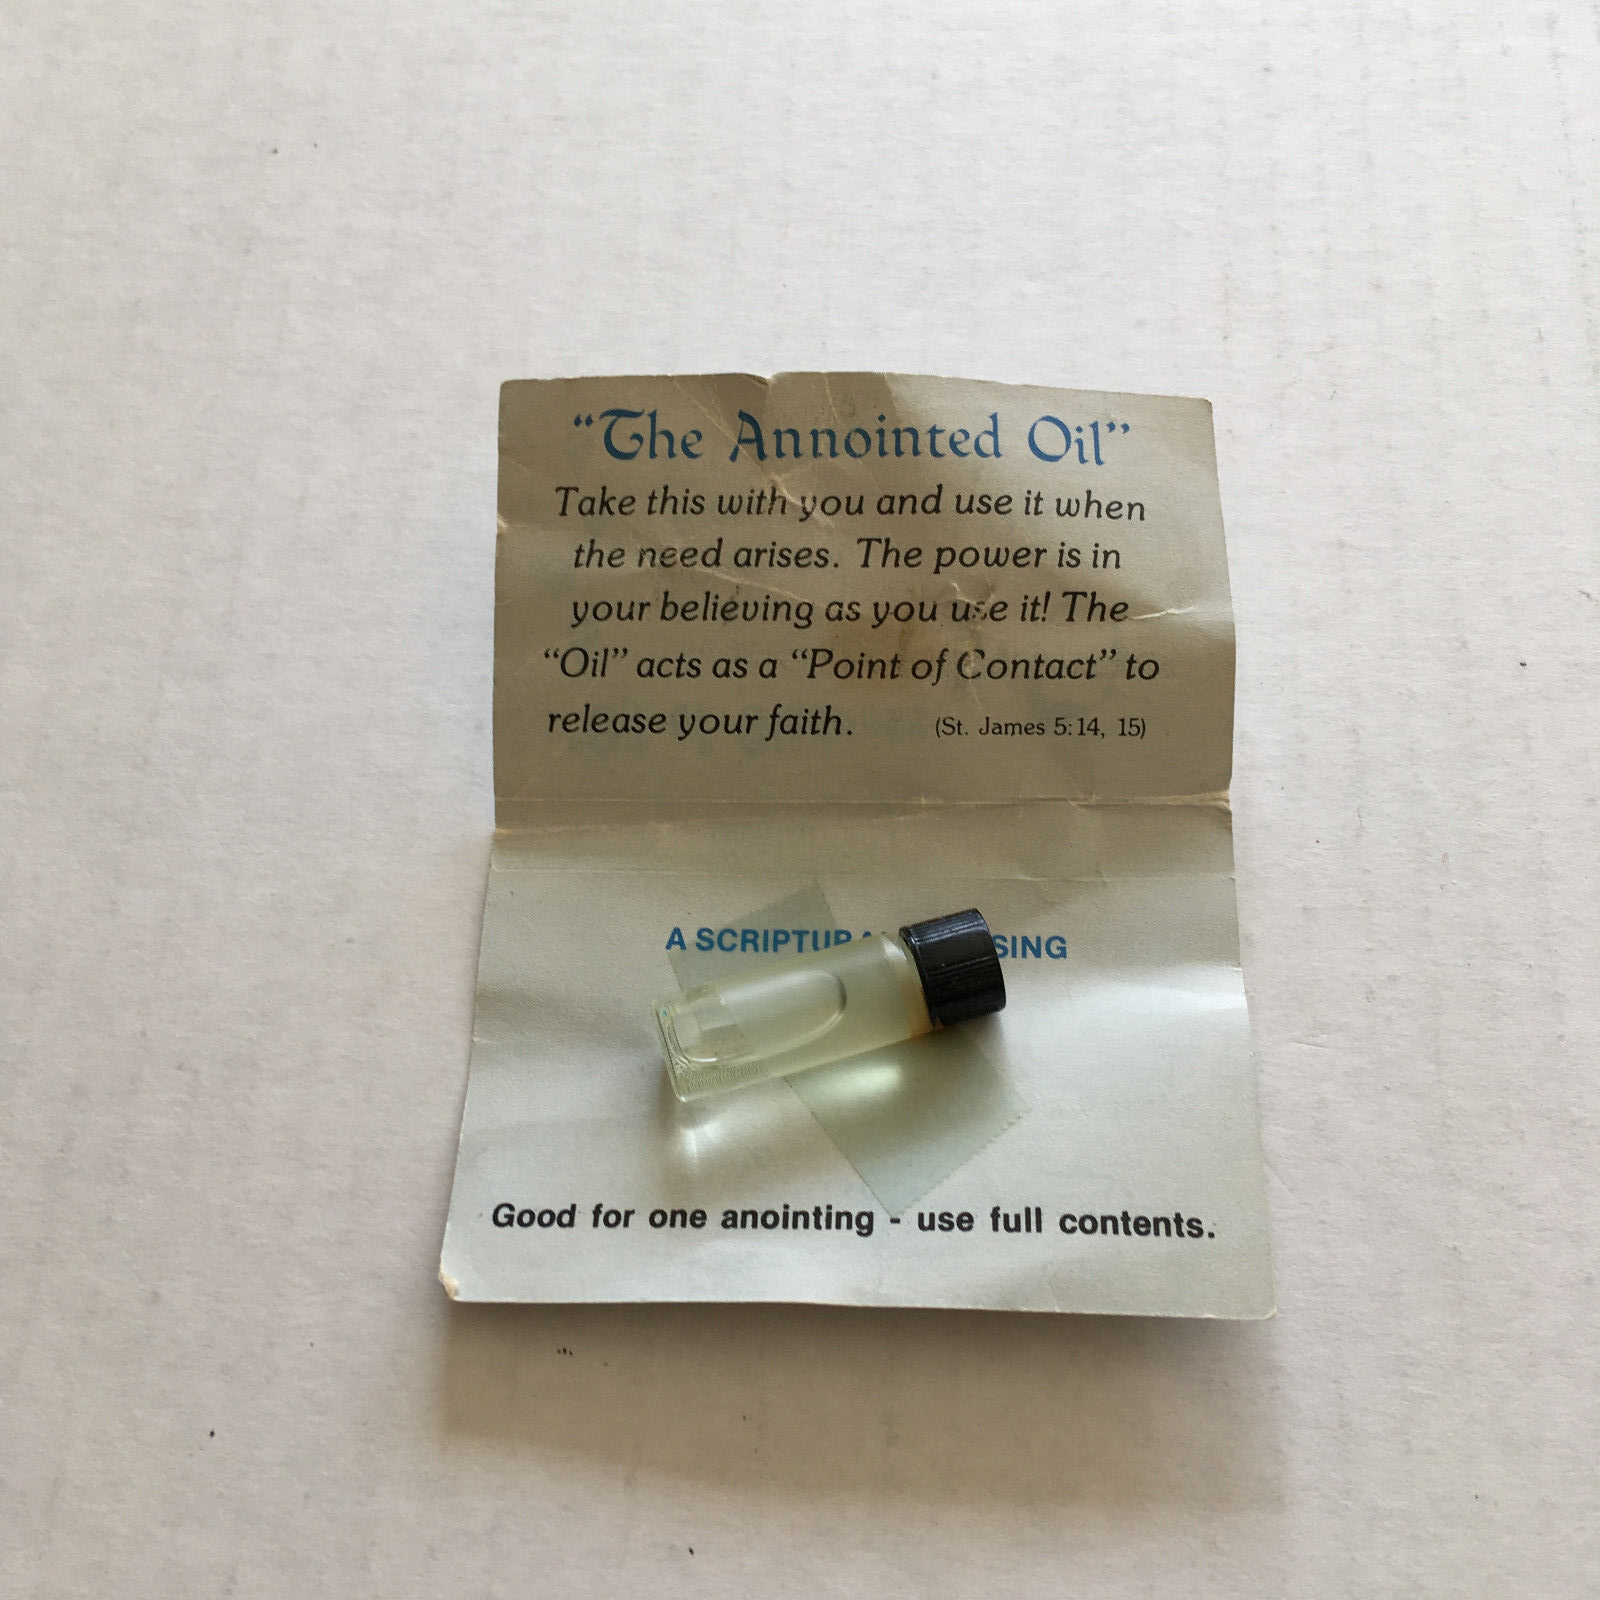 “The Annointed Oil”
Take this with you and use it when
the need arises. The power is in
your believing as you use it! The
“Oil” acts as a “Point of Contact” to
release your faith. (St. James 5:14, 15)
A
Good for one anointing - use full contents.